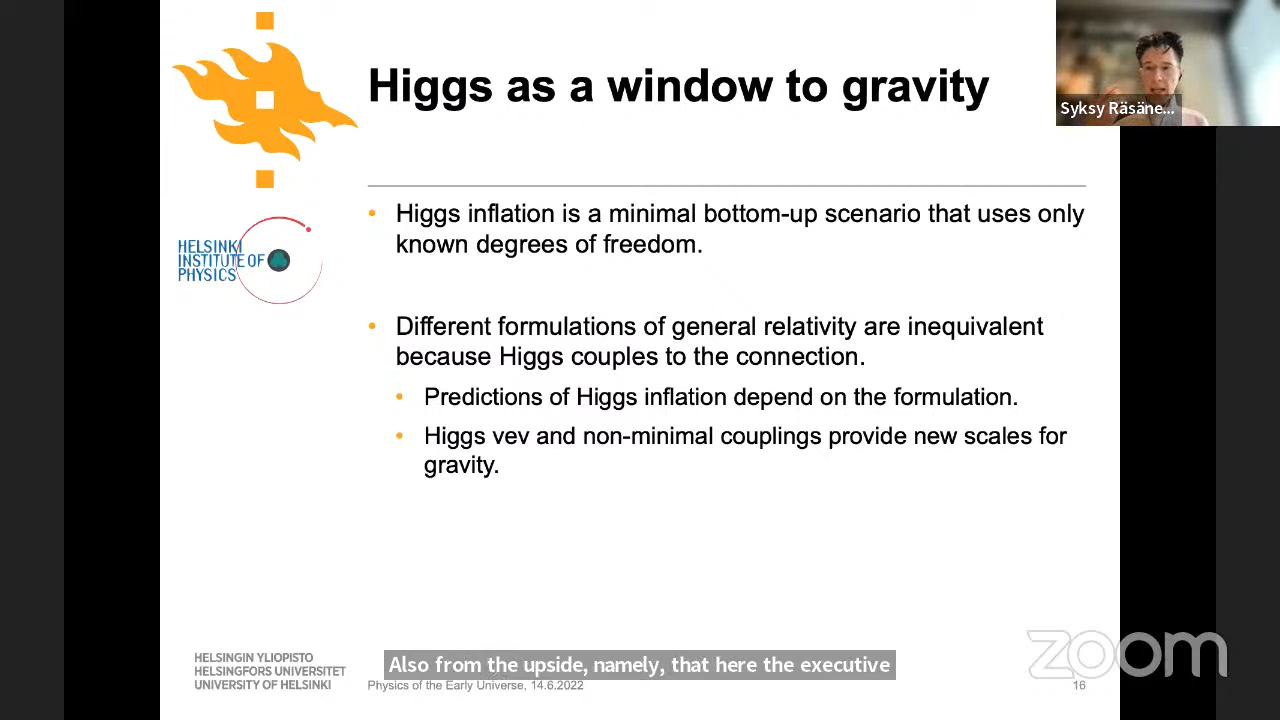 Higgs as a window to gravity
Syksy Räsäne...
• Higgs inflation is a minimal bottom-up scenario that uses only
known degrees of freedom.
HELSINKI
INSTITUTE OF
PHYSICS
• Different formulations of general relativity are inequivalent
because Higgs couples to the connection.
• Predictions of Higgs inflation depend on the formulation.
• Higgs vev and non-minimal couplings provide new scales for
gravity.
HELSINGIN YLIOPISTO
HELSINGFORS UNIVERSITET
UNIVERSITY OF HELSINKI
Also from the upside, namely, that here the executive
Physics of the Early Universe, 14.6.2022
16
zoom